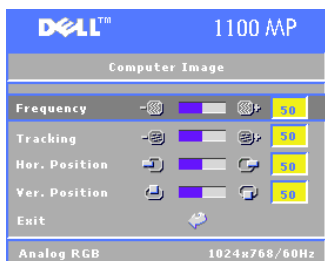 DELL™ 1100 MP
Computer Image
Frequency 50
Tracking 50
Hor. Position 50
Ver. Position 50
Exit
Analog RGB 1024x768/60Hz